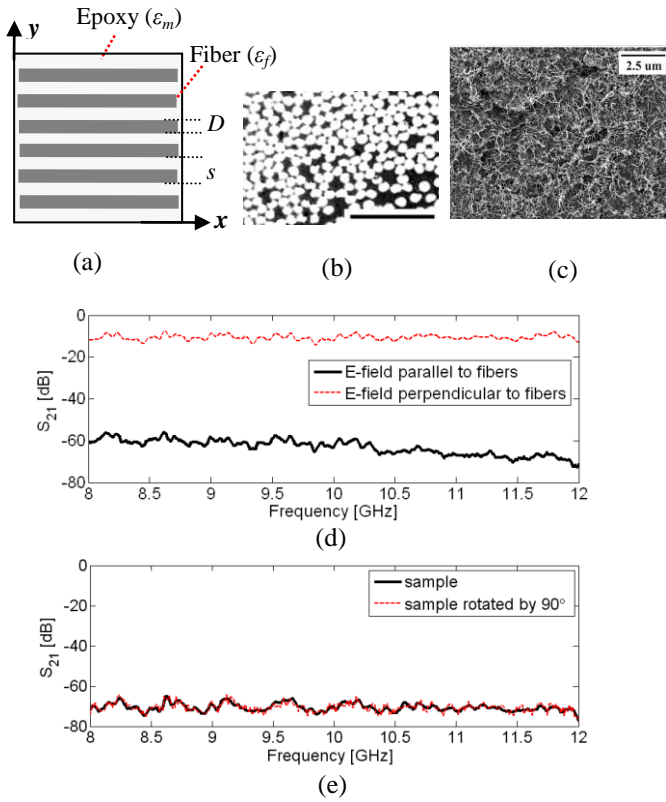 y
Epoxy (εm)
Fiber (εf)
D
s
x
2.5 um
(a)
(b)
(c)
0
-20
-40
-60
-80
S21 [dB]
E-field parallel to fibers
E-field perpendicular to fibers
8
8.5
9
9.5
10
10.5
11
11.5
12
Frequency [GHz]
(d)
0
-20
-40
-60
-80
S21 [dB]
sample
sample rotated by 90°
8
8.5
9
9.5
10
10.5
11
11.5
12
Frequency [GHz]
(e)